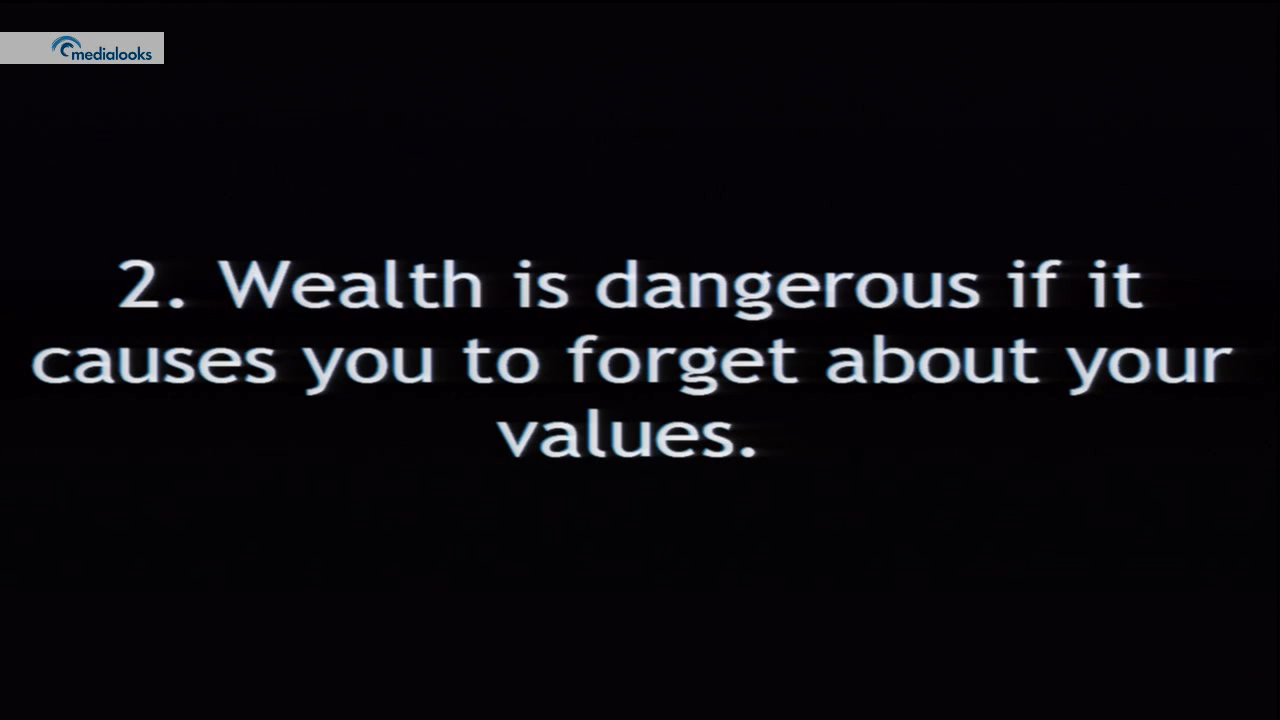 medialooks
2. Wealth is dangerous if it
causes you to forget about your
values.